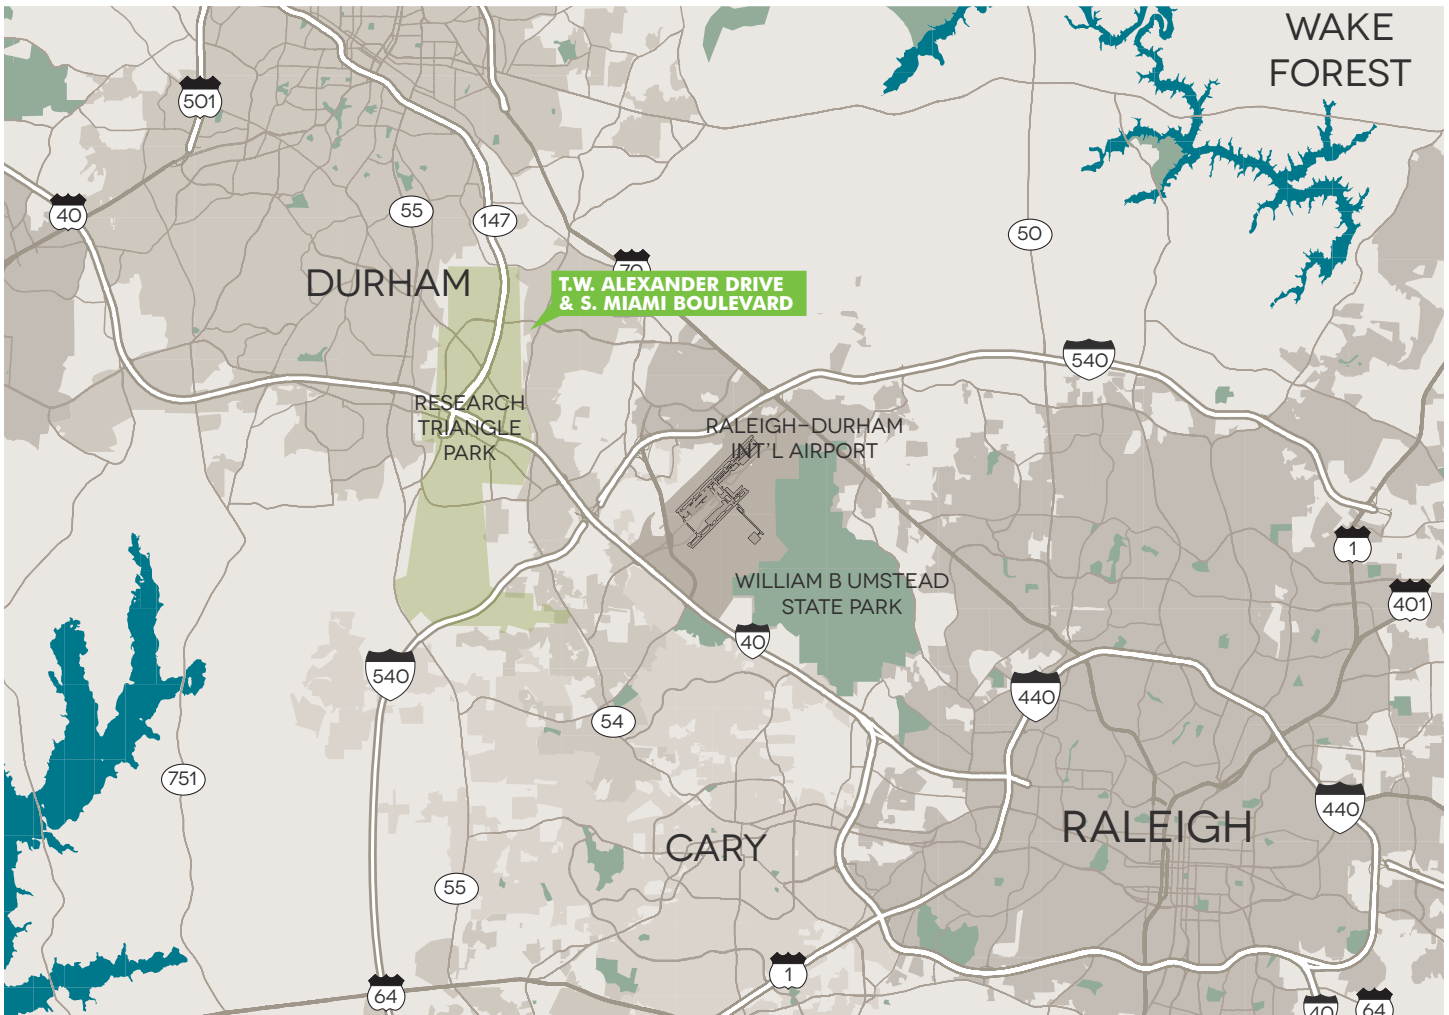 WAKE
FOREST
501
40
55
147
50
70
DURHAM
T.W. ALEXANDER DRIVE
& S. MIAMI BOULEVARD
540
RESEARCH
TRIANGLE
PARK
RALEIGH-DURHAM
INT'L AIRPORT
1
WILLIAM B UMSTEAD
STATE PARK
401
40
540
440
54
751
440
RALEIGH
CARY
55
1
64
40
64